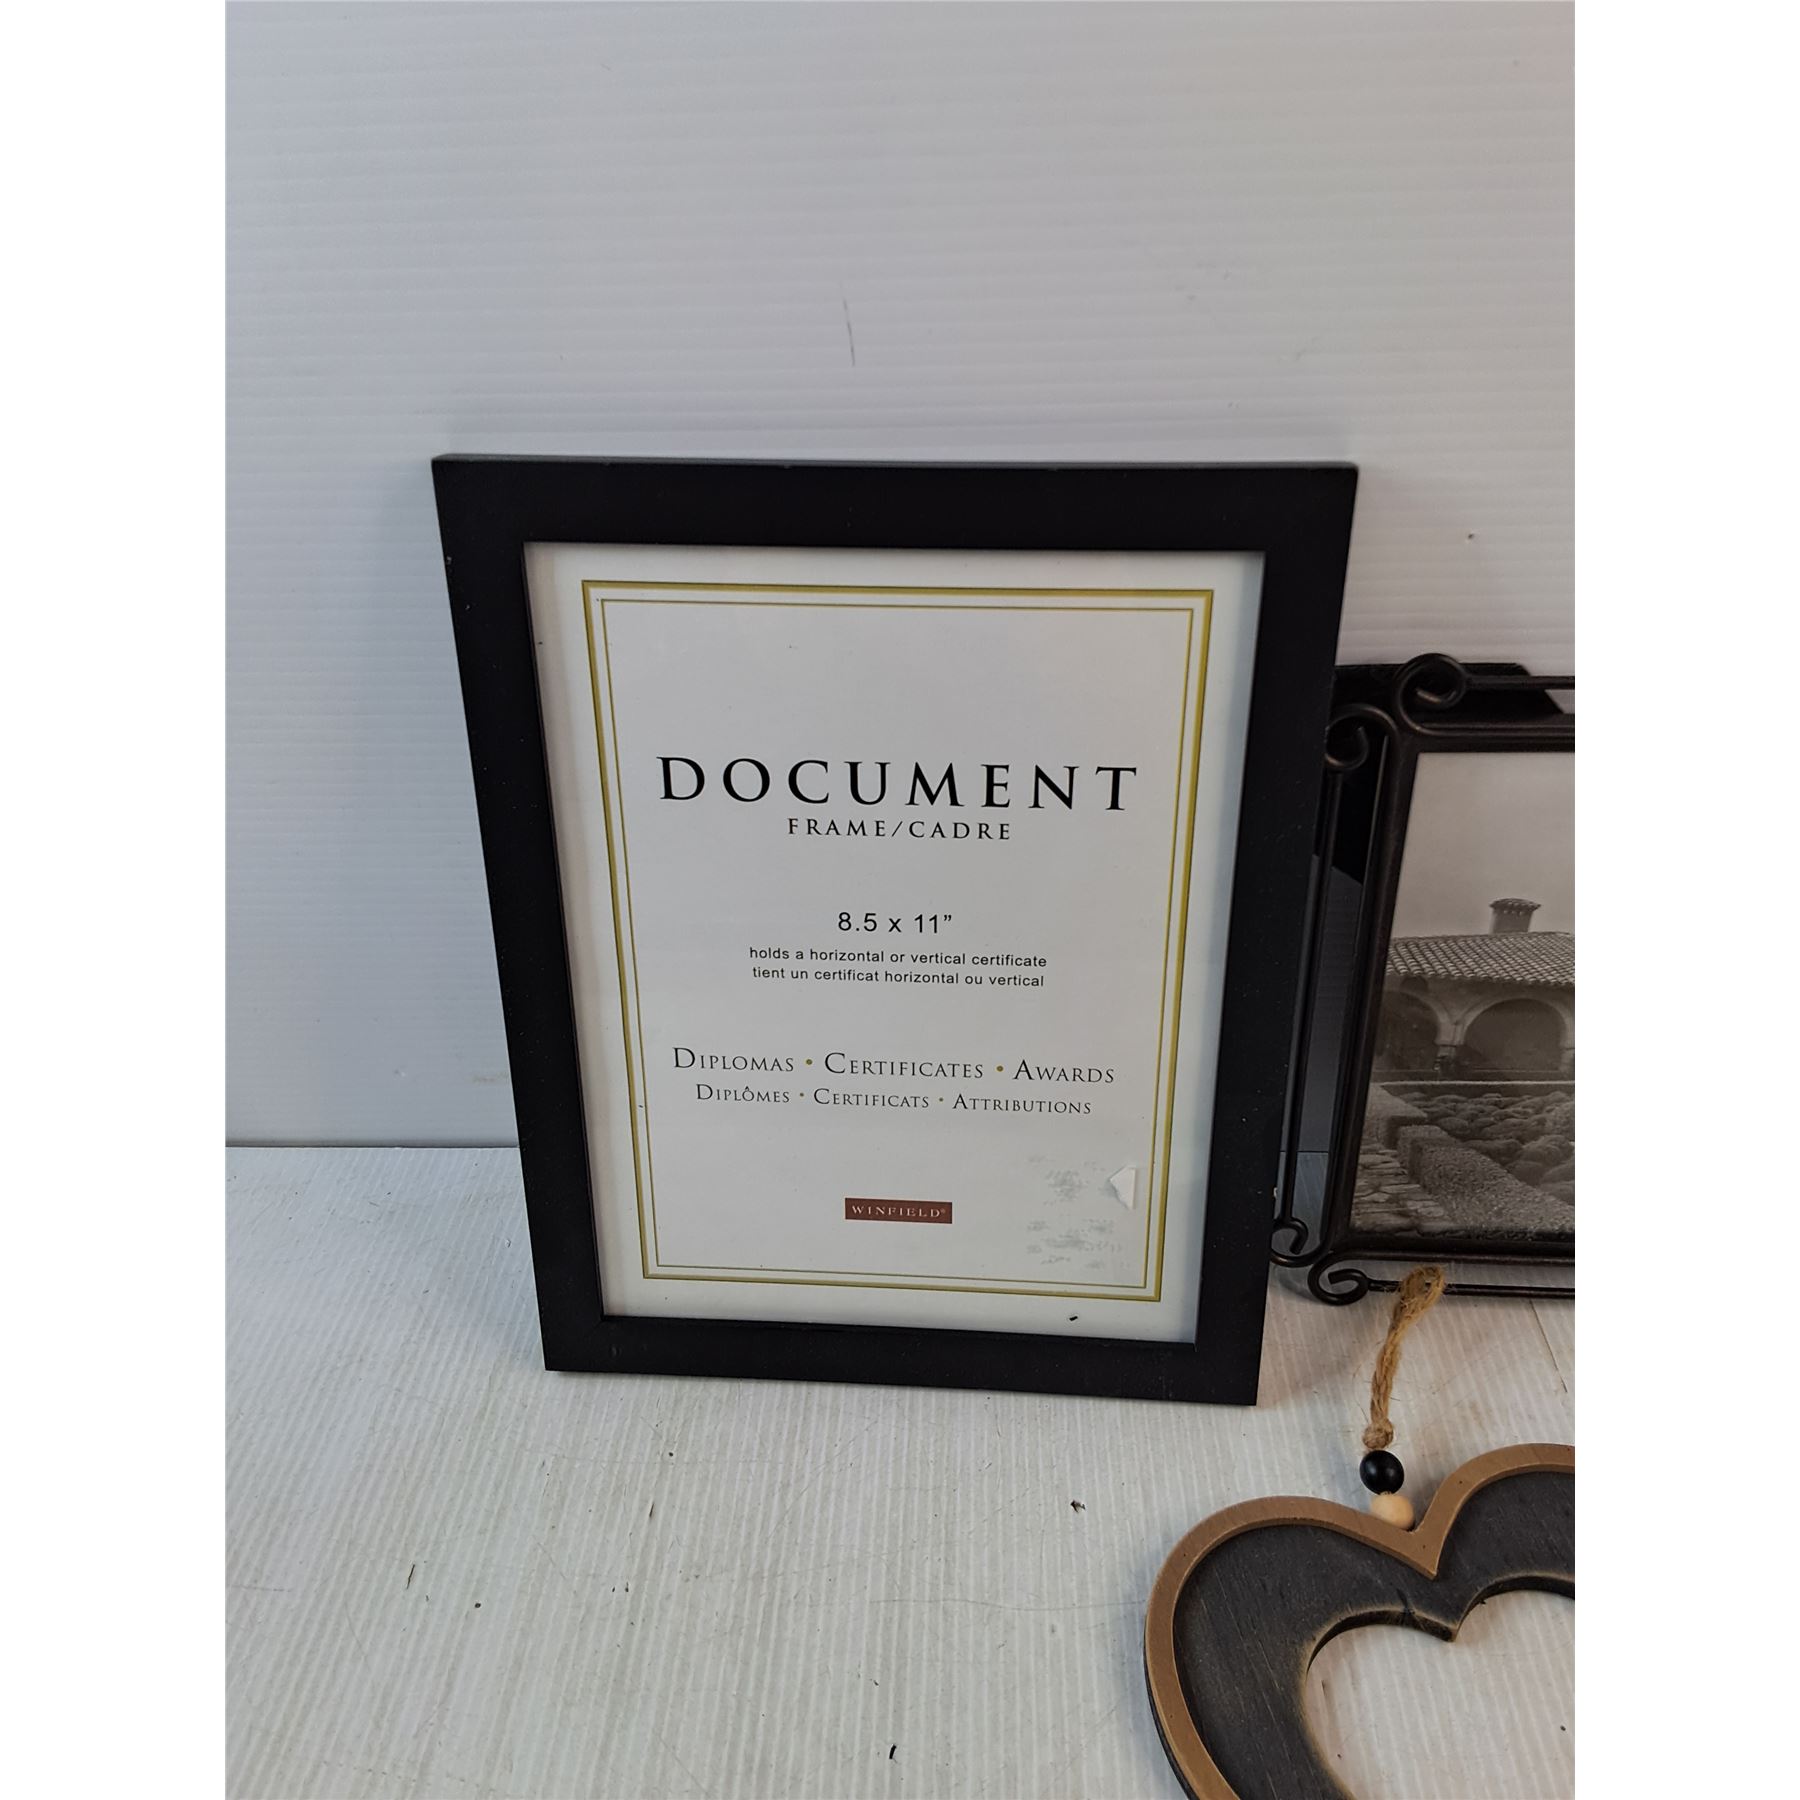 DOCUMENT
FRAME/CADRE
8.5 x 11”
holds a horizontal or vertical certificate
tient un certificat horizontal ou vertical
DIPLOMAS • CERTIFICATES • AWARDS
DIPLÔMES • CERTIFICATS • ATTRIBUTIONS
WINFIELD®